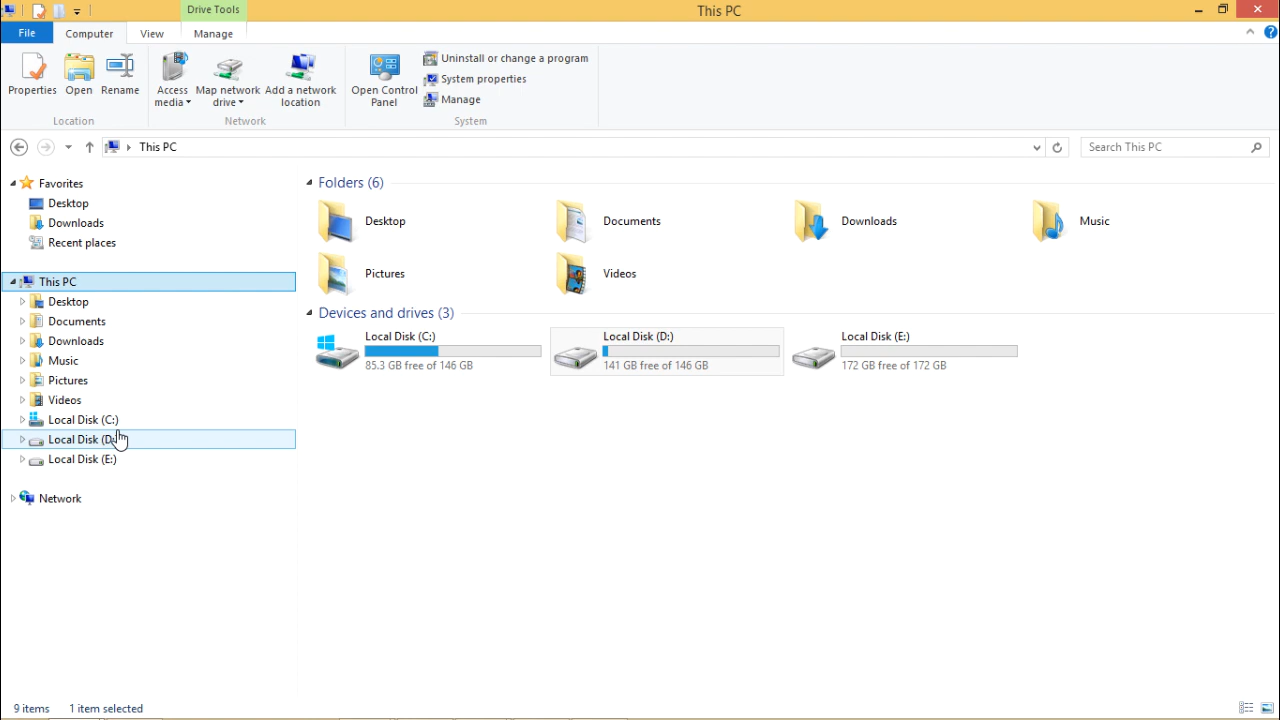 Drive Tools
This PC
File
Computer
View
Manage
Properties
Open
Rename
Access media
Map network drive
Add a network location
Open Control Panel
Uninstall or change a program
System properties
Manage
Location
Network
System
This PC
Search This PC
Favorites
Desktop
Downloads
Recent places
This PC
Desktop
Documents
Downloads
Music
Pictures
Videos
Local Disk (C:)
Local Disk (D:
Local Disk (E:)
Network
Folders (6)
Desktop
Documents
Downloads
Music
Pictures
Videos
Devices and drives (3)
Local Disk (C:)
85.3 GB free of 146 GB
Local Disk (D:)
141 GB free of 146 GB
Local Disk (E:)
172 GB free of 172 GB
9 items
1 item selected